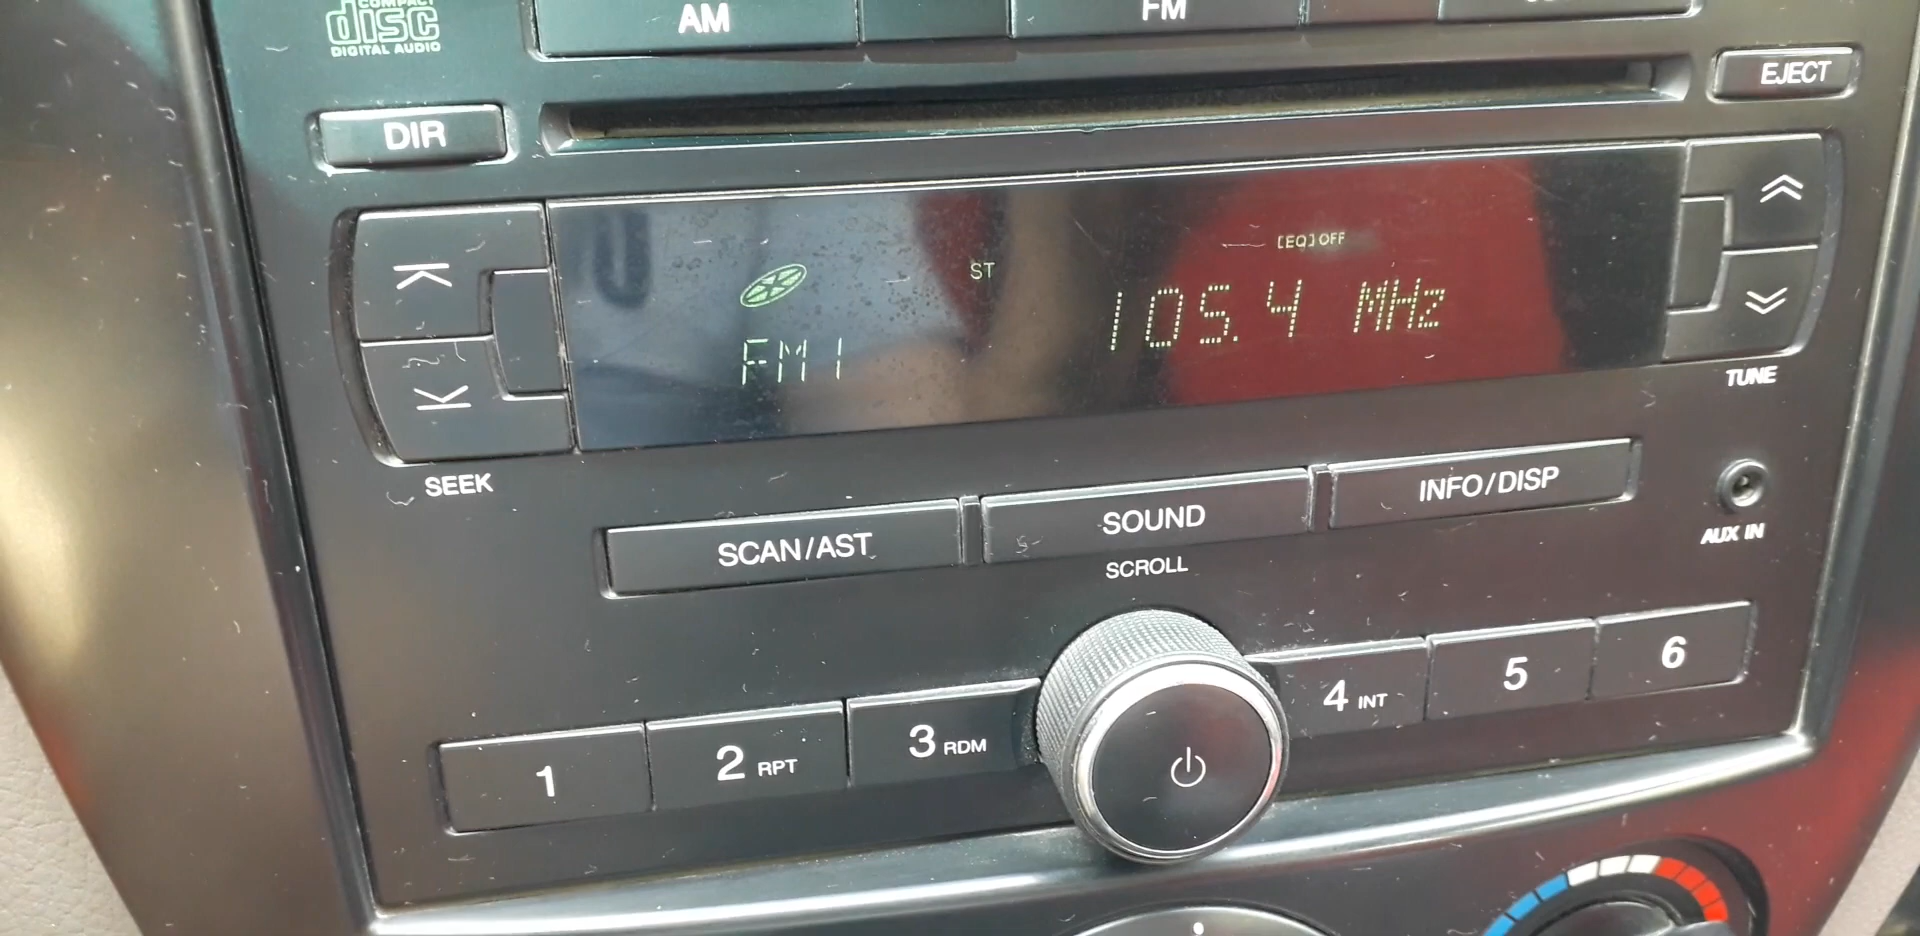 COMPACT
disc
DIGITAL AUDIO
AM
FM
EJECT
DIR
[EQ] OFF
ST
105.4 MHz
FM1
TUNE
SEEK
SCAN/AST
SOUND
INFO/DISP
SCROLL
AUX IN
1
2 RPT
3 RDM
4 INT
5
6